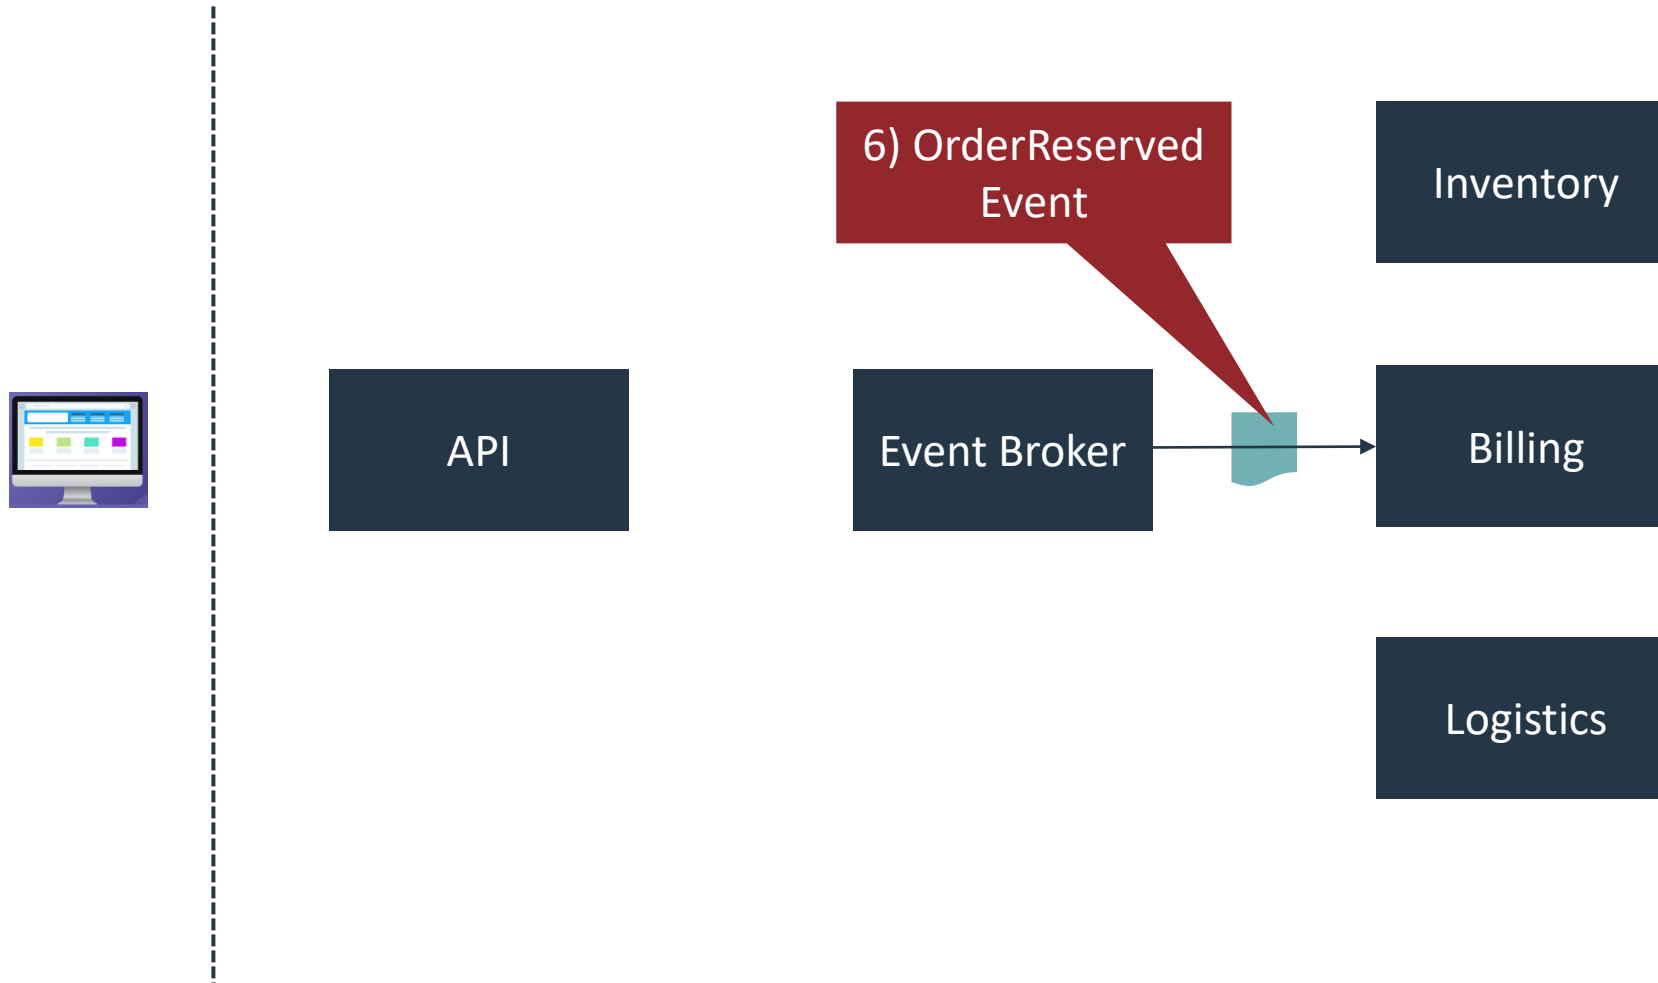 6) OrderReserved
Event
Inventory
API
Event Broker
Billing
Logistics